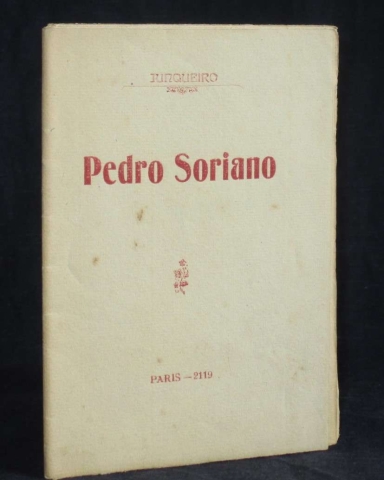 JUNQUEIRO
Pedro Soriano
PARIS — 2119